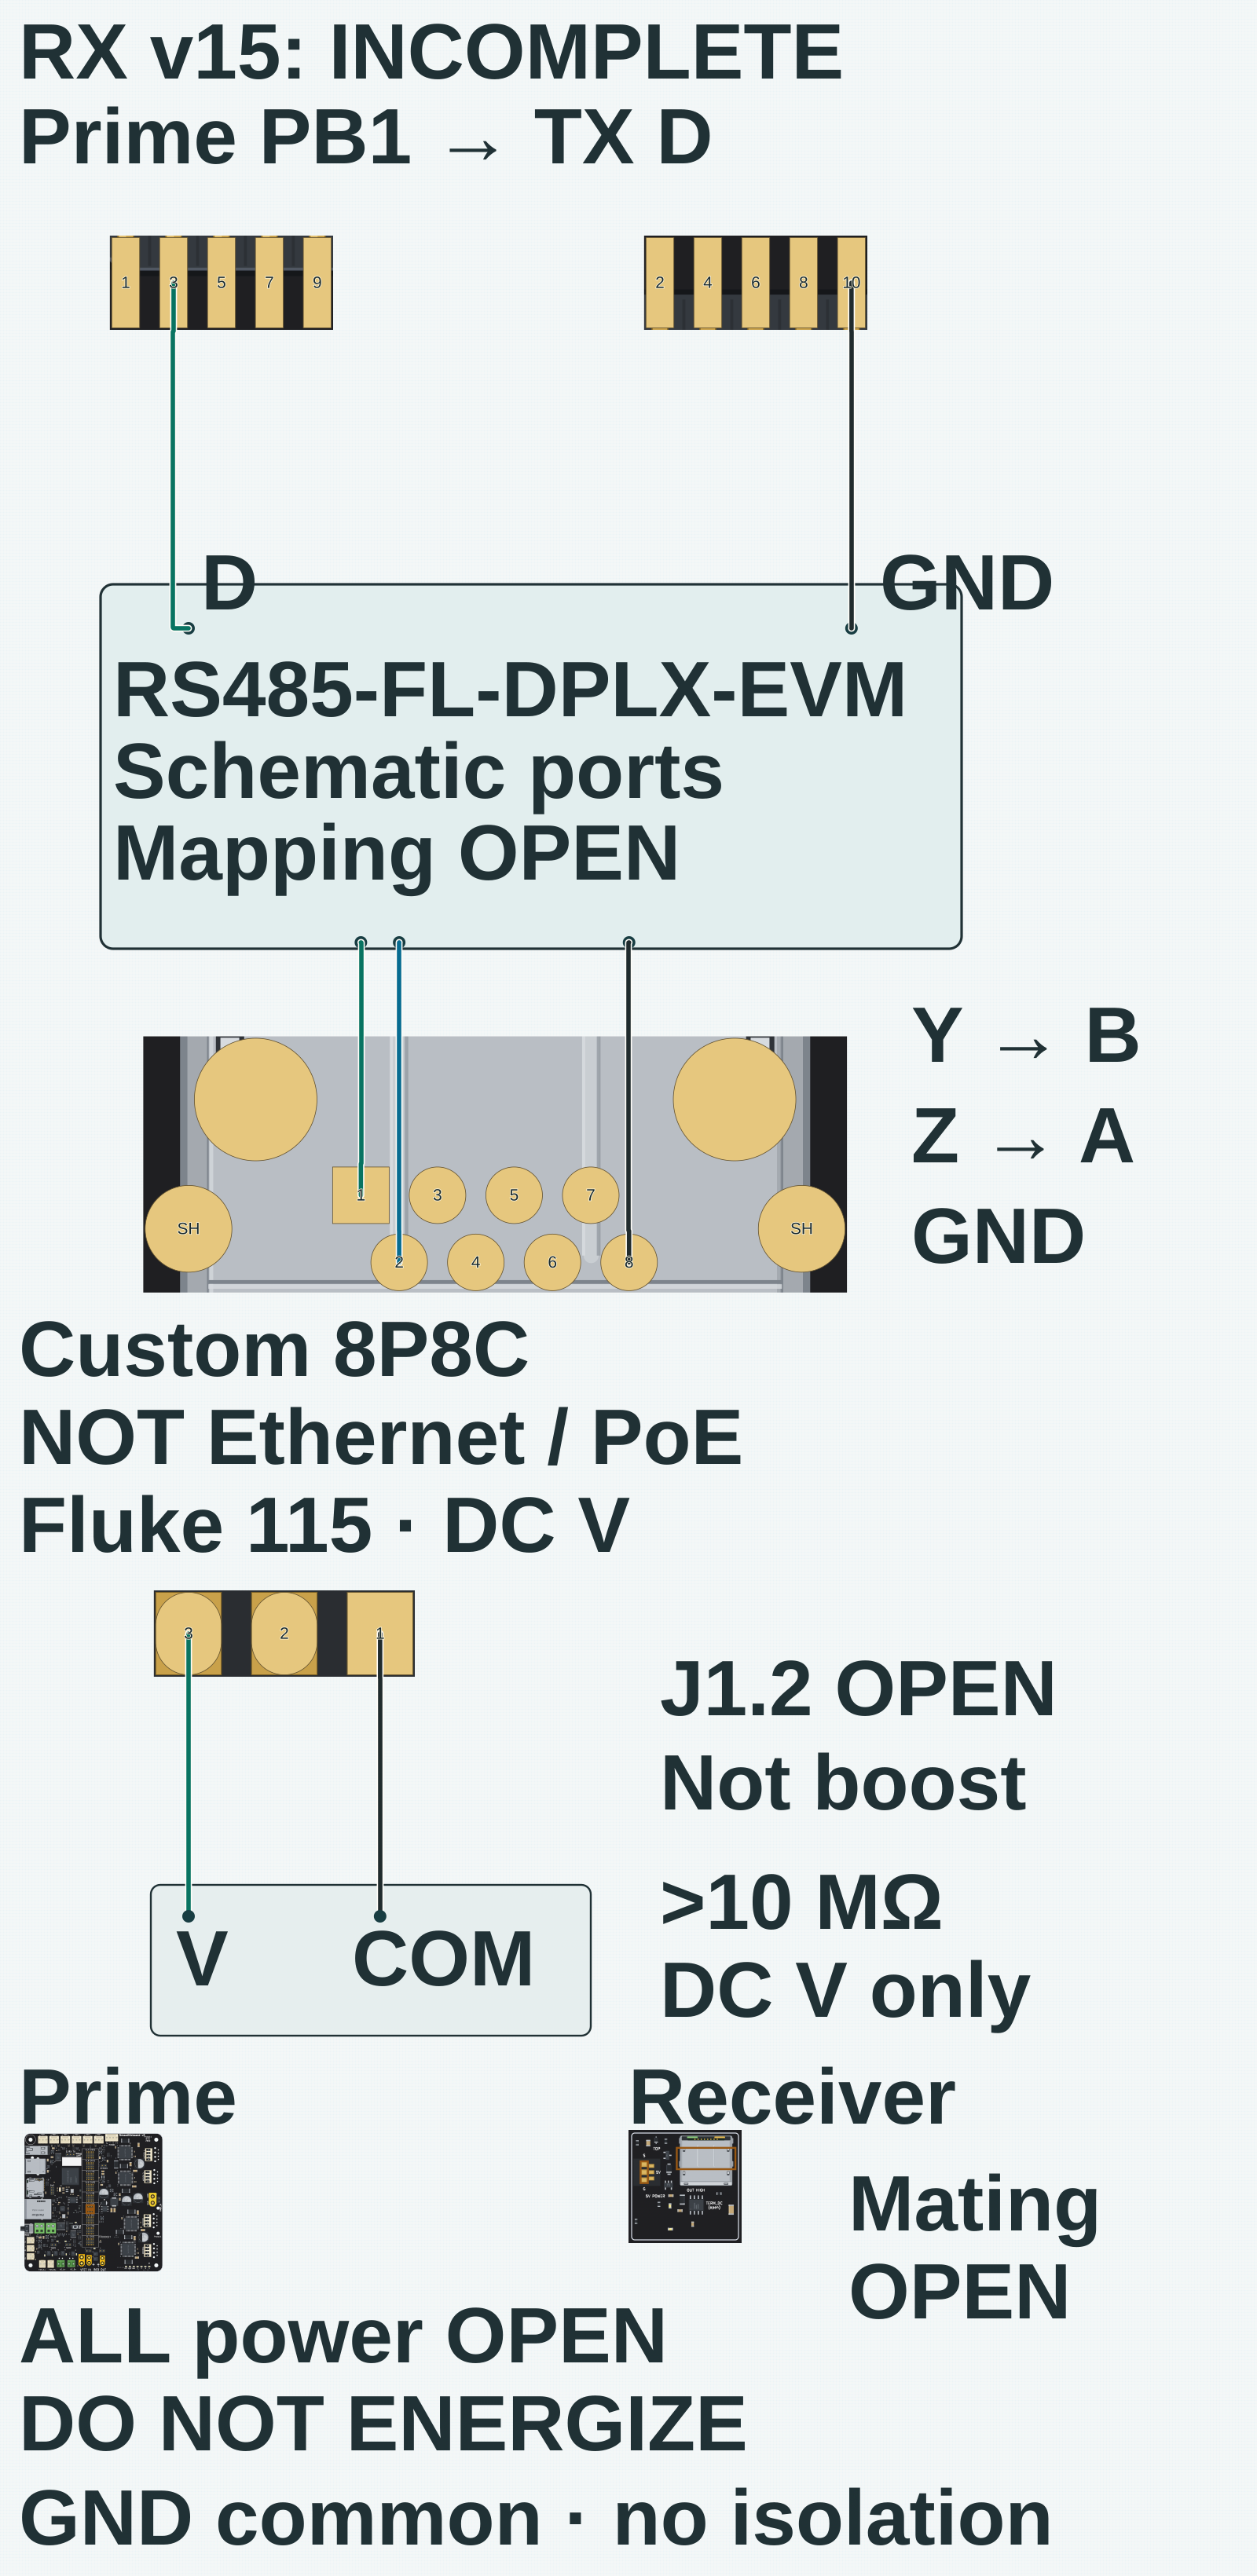 RX v15: INCOMPLETE
Prime PB1 → TX D
1 3 5 7 9
2 4 6 8 10
D
GND
RS485-FL-DPLX-EVM
Schematic ports
Mapping OPEN
Y → B
Z → A
GND
1 3 5 7
SH SH
2 4 6 8
Custom 8P8C
NOT Ethernet / PoE
Fluke 115 · DC V
3 2 1
J1.2 OPEN
Not boost
>10 MΩ
DC V only
V COM
Prime
Receiver
Mating
OPEN
ALL power OPEN
DO NOT ENERGIZE
GND common · no isolation